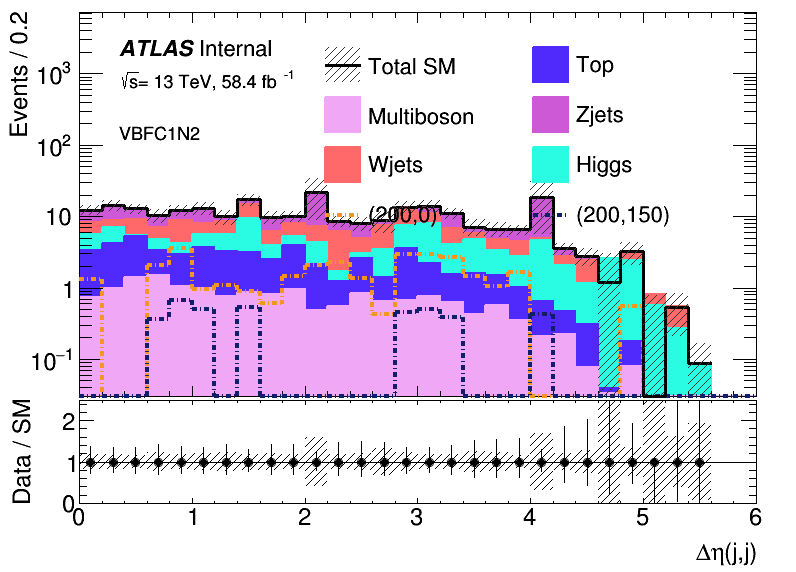 Events / 0.2
ATLAS Internal
√s= 13 TeV, 58.4 fb ⁻¹
VBFC1N2
Total SM
Top
Multiboson
Zjets
Wjets
Higgs
(200,0)
(200,150)
10³
10²
10
1
10⁻¹
Data / SM
2
1
0
0 1 2 3 4 5 6
Δη(j,j)